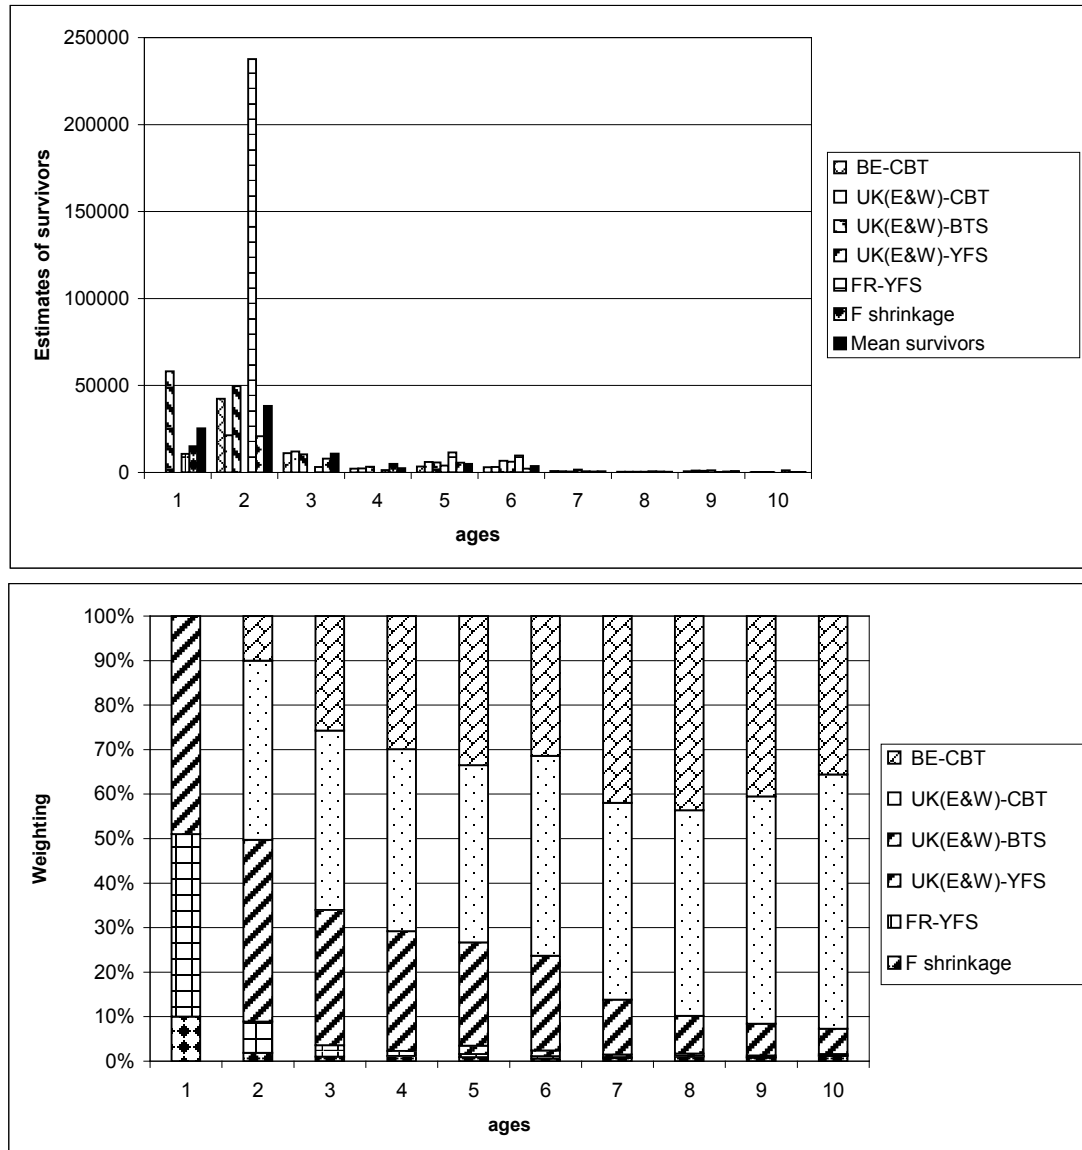 250000
200000
150000
100000
50000
0
Estimates of survivors
1 2 3 4 5 6 7 8 9 10
ages
BE-CBT
UK(E&W)-CBT
UK(E&W)-BTS
UK(E&W)-YFS
FR-YFS
F shrinkage
Mean survivors
100%
90%
80%
70%
60%
50%
40%
30%
20%
10%
0%
Weighting
1 2 3 4 5 6 7 8 9 10
ages
BE-CBT
UK(E&W)-CBT
UK(E&W)-BTS
UK(E&W)-YFS
FR-YFS
F shrinkage